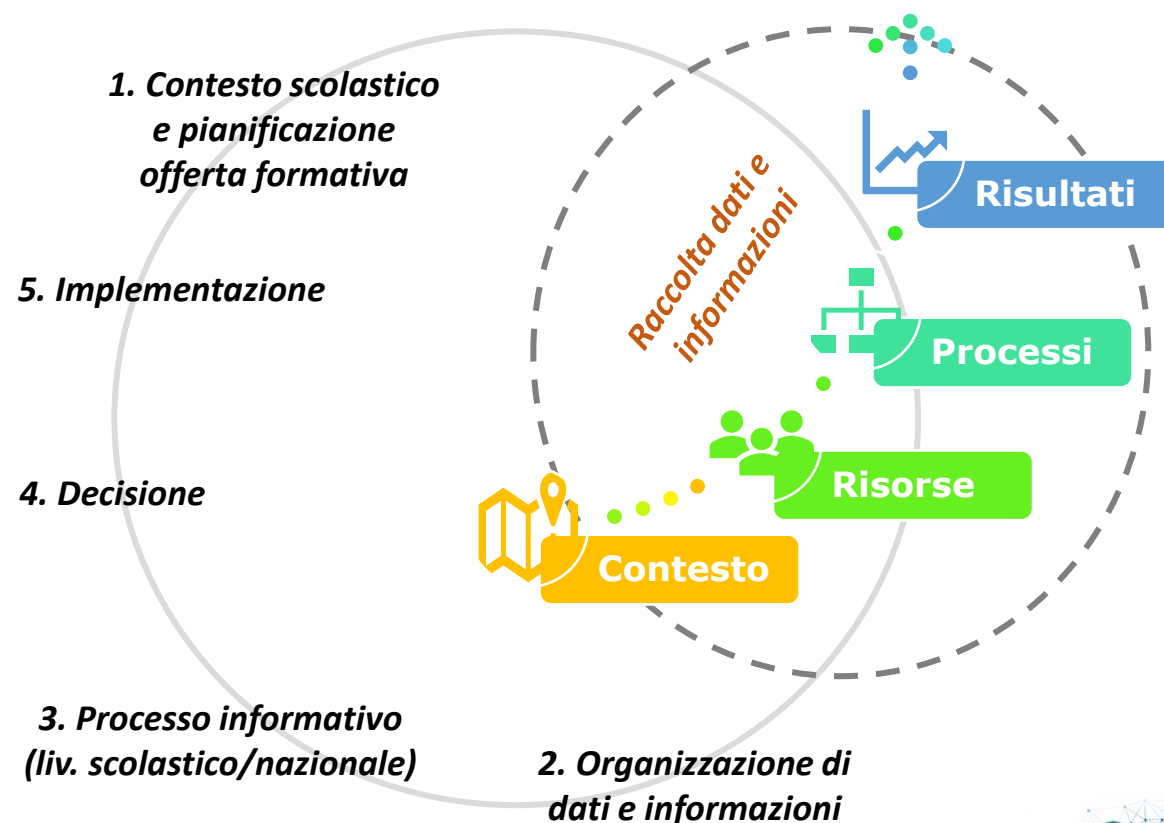 1. Contesto scolastico
e pianificazione
offerta formativa
Raccolta dati e
informazioni
Risultati
5. Implementazione
Processi
4. Decisione
Risorse
Contesto
3. Processo informativo
(liv. scolastico/nazionale)
2. Organizzazione di
dati e informazioni